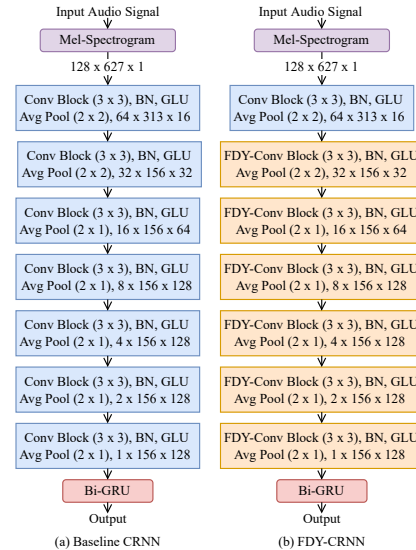 Input Audio Signal
Mel-Spectrogram
128 x 627 x 1
Conv Block (3 x 3), BN, GLU
Avg Pool (2 x 2), 64 x 313 x 16
Conv Block (3 x 3), BN, GLU
Avg Pool (2 x 2), 32 x 156 x 32
Conv Block (3 x 3), BN, GLU
Avg Pool (2 x 1), 16 x 156 x 64
Conv Block (3 x 3), BN, GLU
Avg Pool (2 x 1), 8 x 156 x 128
Conv Block (3 x 3), BN, GLU
Avg Pool (2 x 1), 4 x 156 x 128
Conv Block (3 x 3), BN, GLU
Avg Pool (2 x 1), 2 x 156 x 128
Conv Block (3 x 3), BN, GLU
Avg Pool (2 x 1), 1 x 156 x 128
Bi-GRU
Output
(a) Baseline CRNN
Input Audio Signal
Mel-Spectrogram
128 x 627 x 1
Conv Block (3 x 3), BN, GLU
Avg Pool (2 x 2), 64 x 313 x 16
FDY-Conv Block (3 x 3), BN, GLU
Avg Pool (2 x 2), 32 x 156 x 32
FDY-Conv Block (3 x 3), BN, GLU
Avg Pool (2 x 1), 16 x 156 x 64
FDY-Conv Block (3 x 3), BN, GLU
Avg Pool (2 x 1), 8 x 156 x 128
FDY-Conv Block (3 x 3), BN, GLU
Avg Pool (2 x 1), 4 x 156 x 128
FDY-Conv Block (3 x 3), BN, GLU
Avg Pool (2 x 1), 2 x 156 x 128
FDY-Conv Block (3 x 3), BN, GLU
Avg Pool (2 x 1), 1 x 156 x 128
Bi-GRU
Output
(b) FDY-CRNN